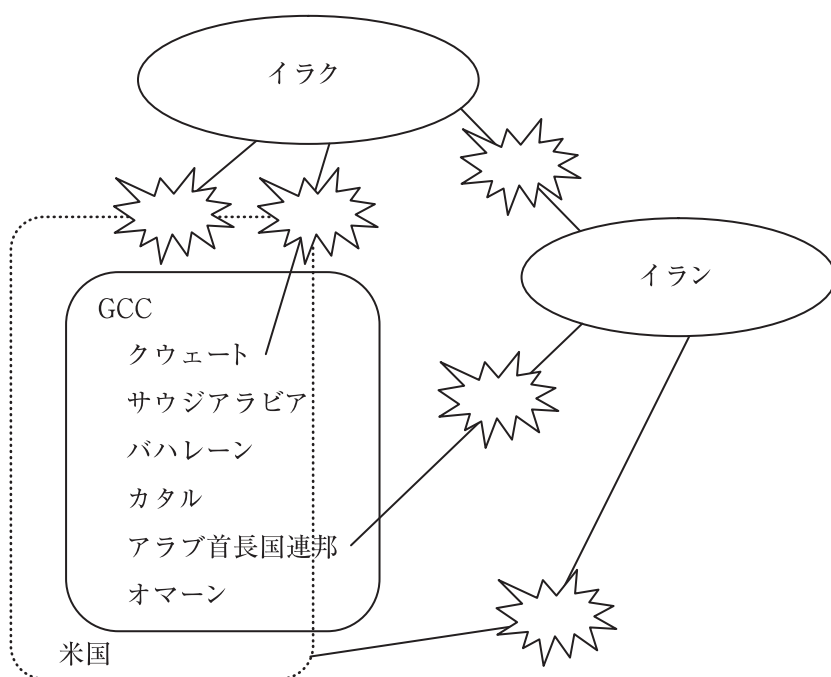 イラク
イラン
GCC
クウェート
サウジアラビア
バハレーン
カタル
アラブ首長国連邦
オマーン
米国